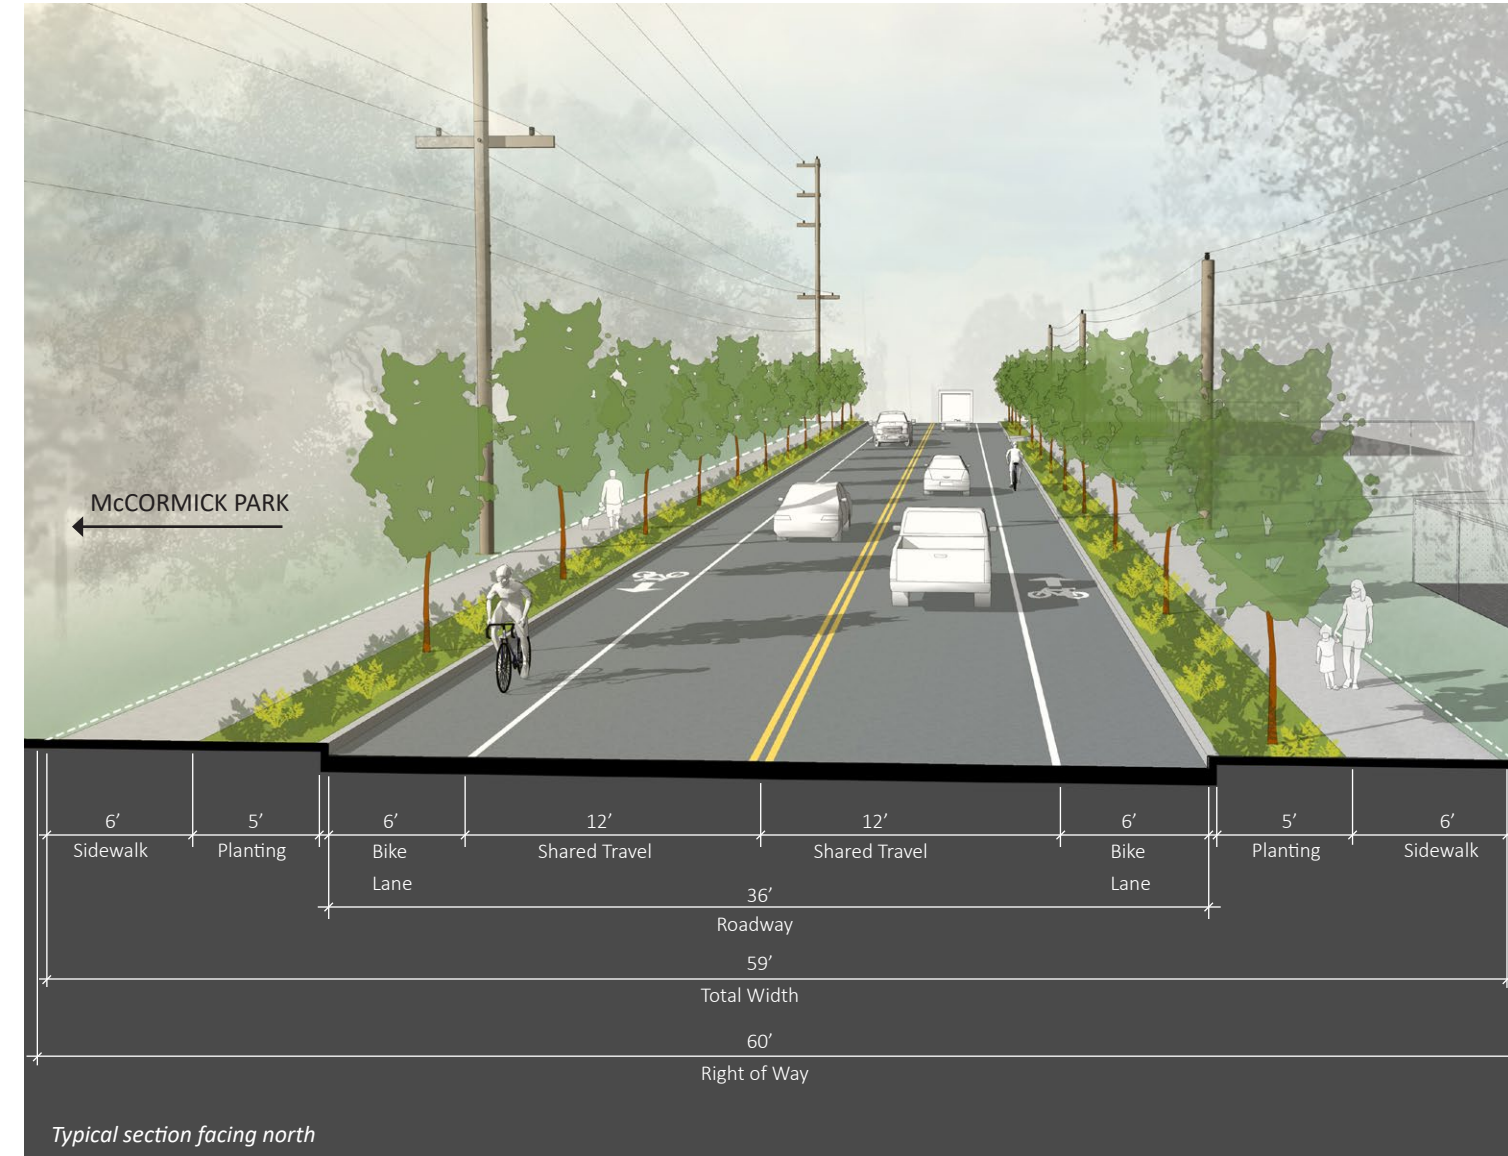 McCORMICK PARK
6’ 5’ 6’ 12’ 12’ 6’ 5’ 6’
Sidewalk Planting Bike Lane Shared Travel Shared Travel Bike Lane Planting Sidewalk
36’
Roadway
59’
Total Width
60’
Right of Way
Typical section facing north